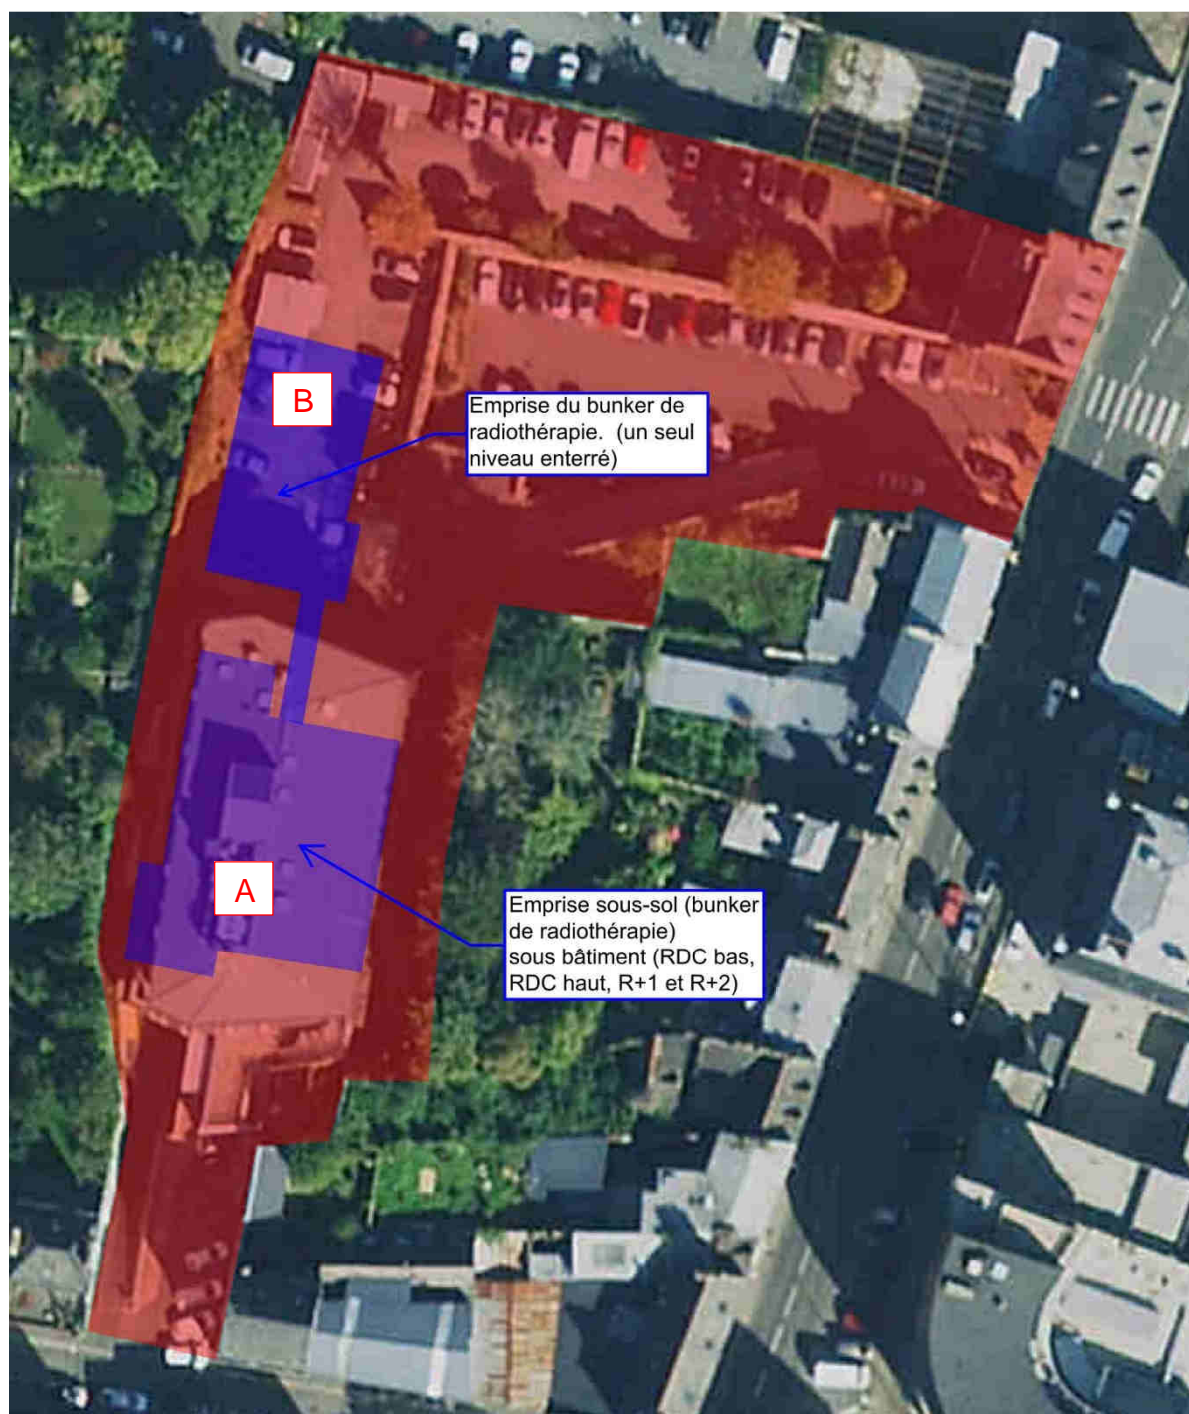 B
Emprise du bunker de
radiothérapie. (un seul
niveau enterré)
A
Emprise sous-sol (bunker
de radiothérapie)
sous bâtiment (RDC bas,
RDC haut, R+1 et R+2)